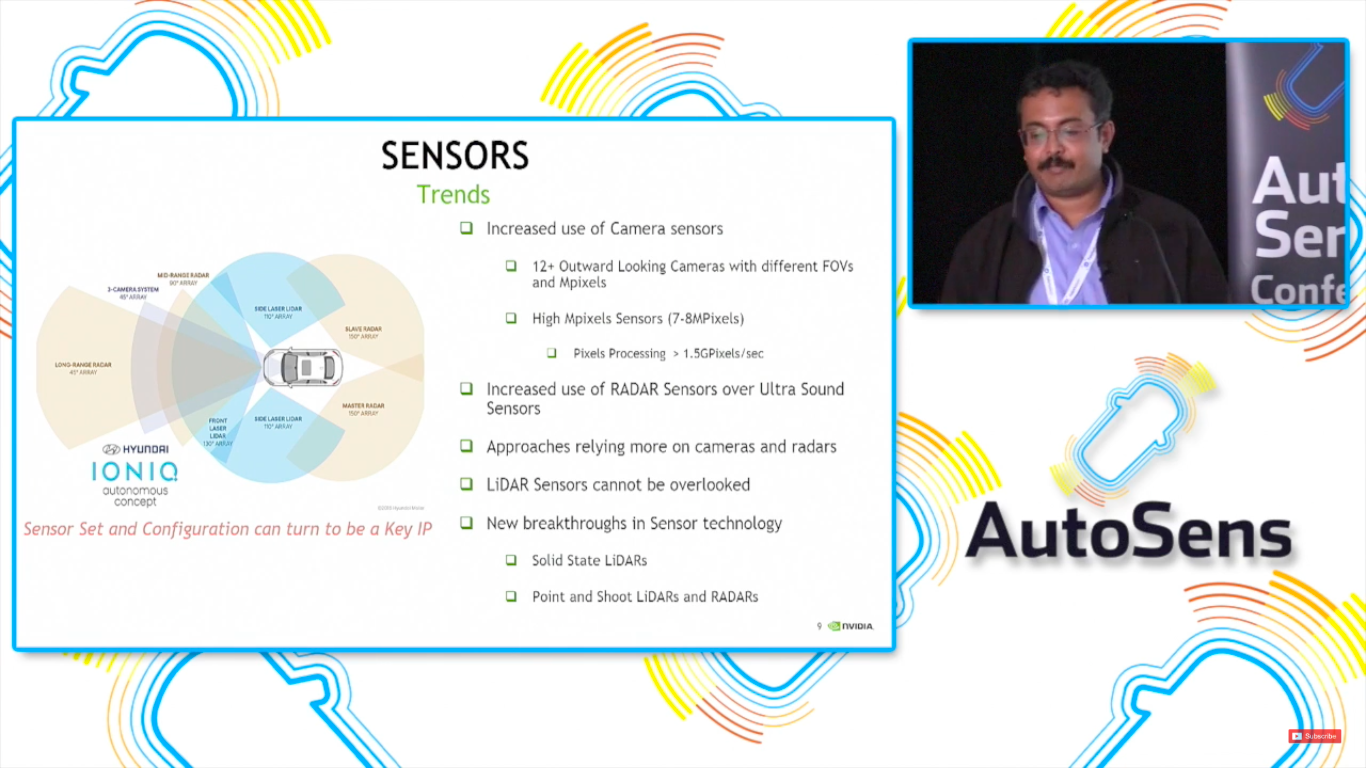 SENSORS
Trends
Increased use of Camera sensors
12+ Outward Looking Cameras with different FOVs
and Mpixels
High Mpixels Sensors (7-8MPixels)
Pixels Processing > 1.5GPixels/sec
Increased use of RADAR Sensors over Ultra Sound
Sensors
Approaches relying more on cameras and radars
LiDAR Sensors cannot be overlooked
New breakthroughs in Sensor technology
Solid State LiDARs
Point and Shoot LiDARs and RADARs
MID-RANGE RADAR
90° ARRAY
3-CAMERA SYSTEM
45° ARRAY
SIDE LASER LIDAR
110° ARRAY
SLAVE RADAR
150° ARRAY
LONG-RANGE RADAR
45° ARRAY
MASTER RADAR
150° ARRAY
SIDE LASER LIDAR
110° ARRAY
FRONT
LASER
LIDAR
130° ARRAY
HYUNDAI
IONIQ
autonomous
concept
Sensor Set and Configuration can turn to be a Key IP
9 NVIDIA.
Aut
Sen
Confe
AutoSens
Subscribe